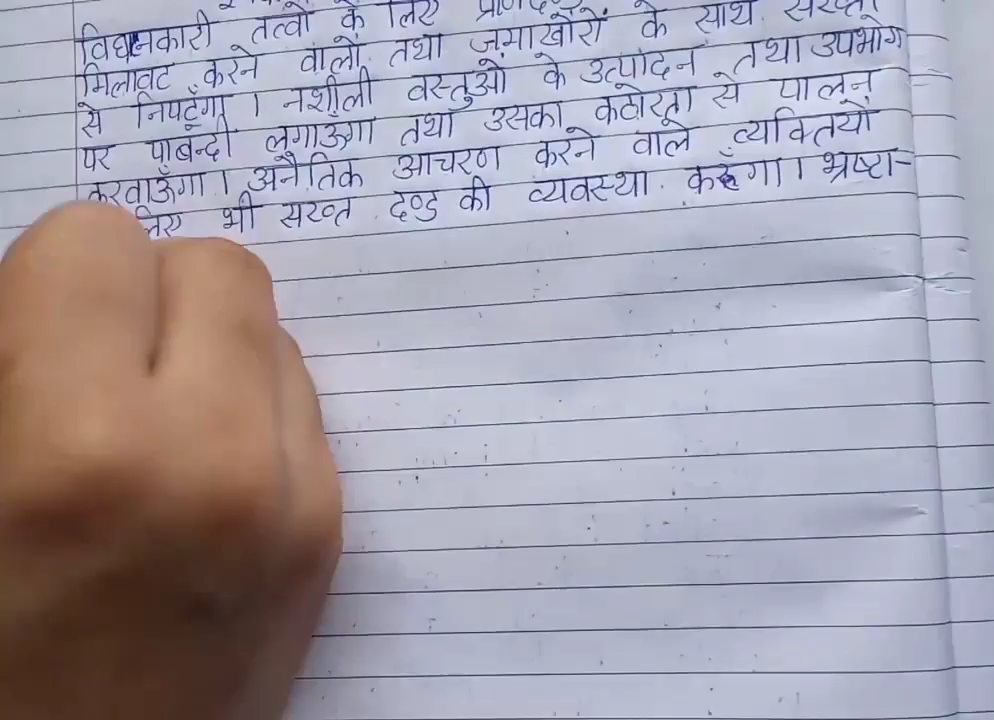 विघटनकारी तत्वों के लिए
मिलावट करने वालों तथा जमाखोरों के साथ सख्ती
से निपटूँगा। नशीली वस्तुओं के उत्पादन तथा उपभोग
पर पाबन्दी लगाऊगा तथा उसका कठोरता से पालन
करवाऊँगा। अनैतिक आचरण करने वाले व्यक्तियों
लिए भी सख्त दण्ड की व्यवस्था करूँगा। भ्रष्टा-